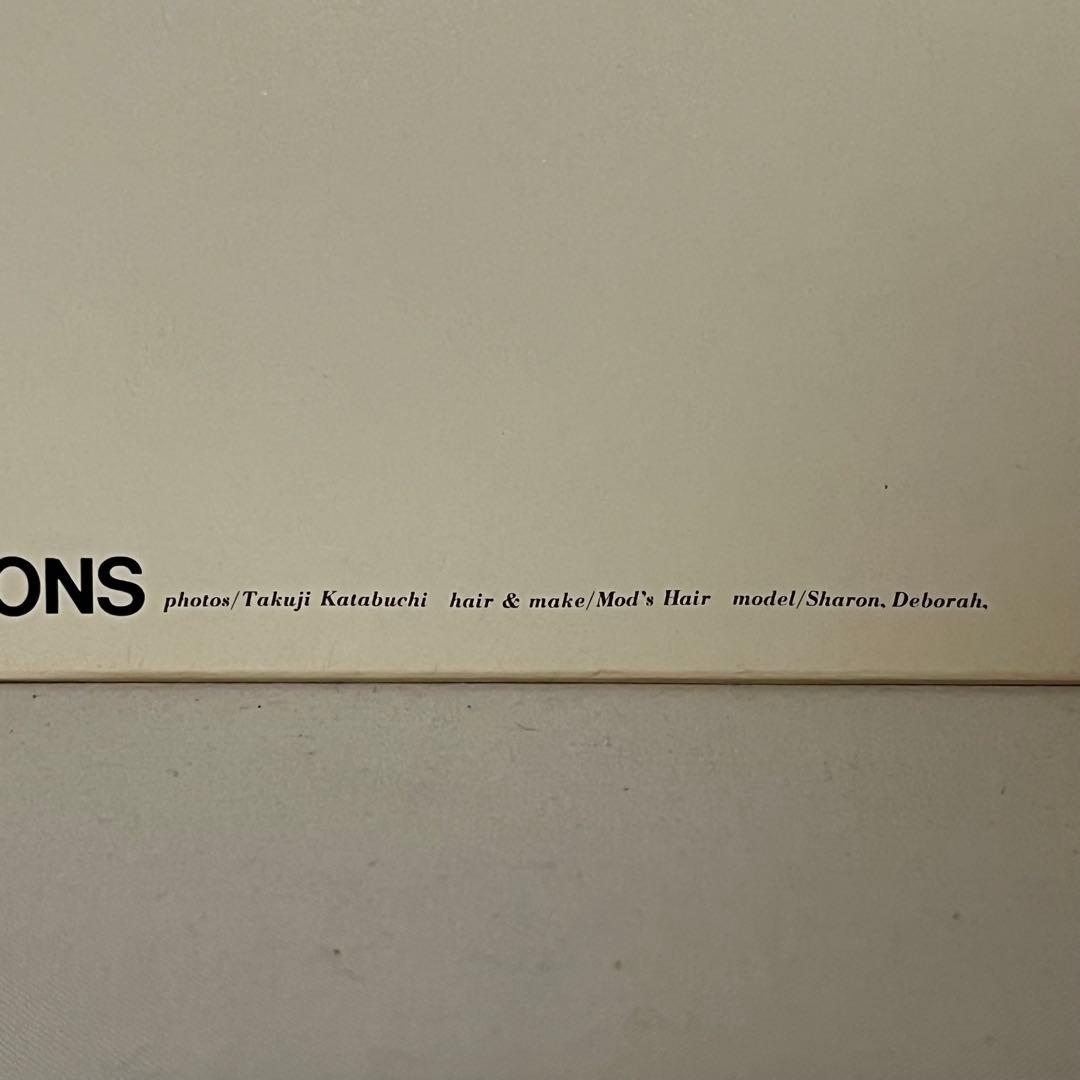 ONS photos/Takuji Katabuchi hair & make/Mod's Hair model/Sharon, Deborah,